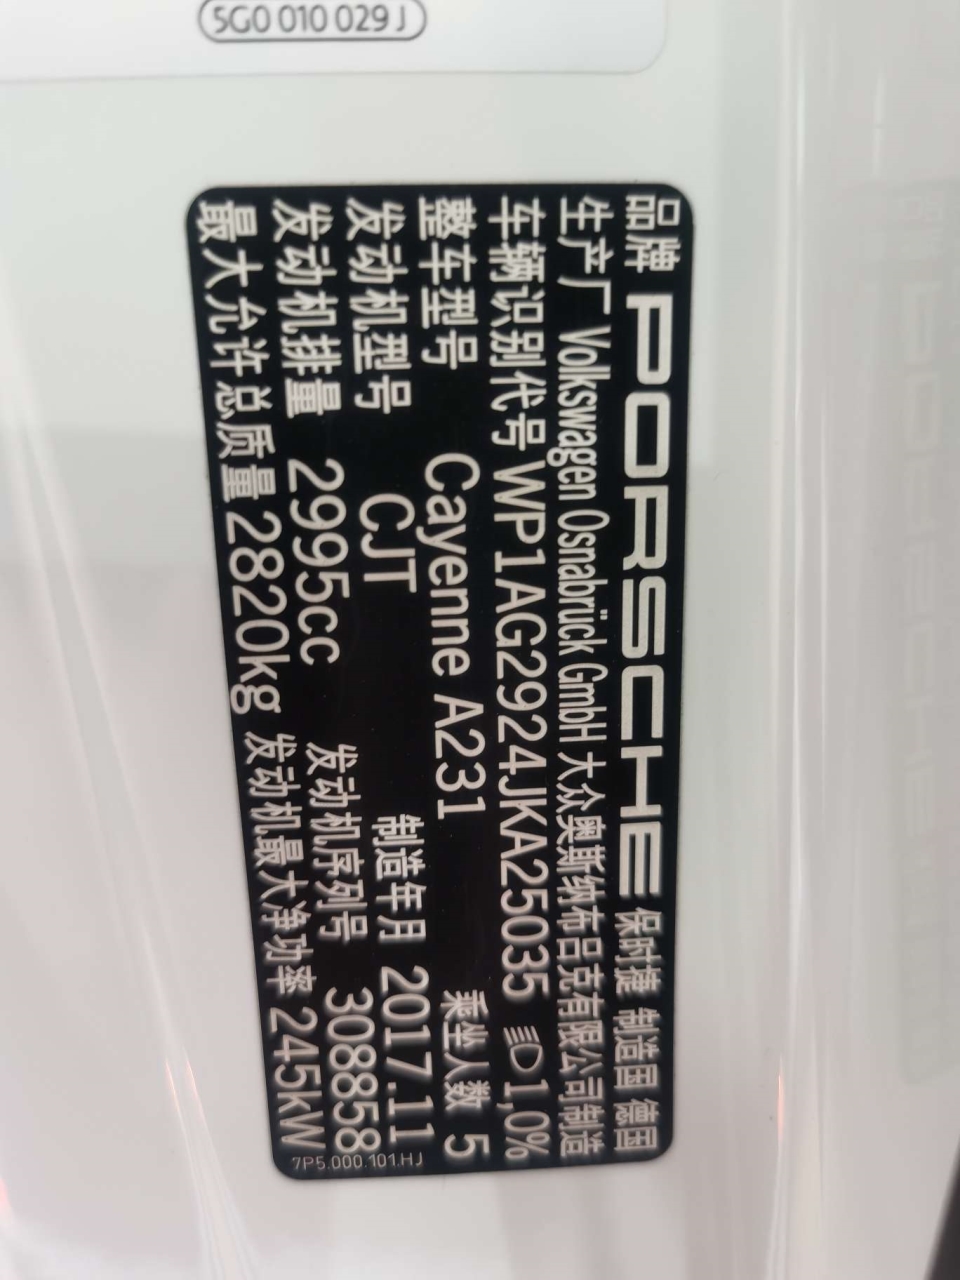 5G0 010 029 J
品牌 PORSCHE 保时捷 制造国 德国
生产厂 Volkswagen Osnabrück GmbH 大众奥斯纳布吕克有限公司制造
车辆识别代号 WP1AG2924JKA25035 1,0%
整车型号 Cayenne A231 乘坐人数 5
发动机型号 CJT 制造年月 2017.11
发动机排量 2995cc 发动机序列号 308858
最大允许总质量 2820kg 发动机最大净功率 245kW
7P5.000.101.HJ